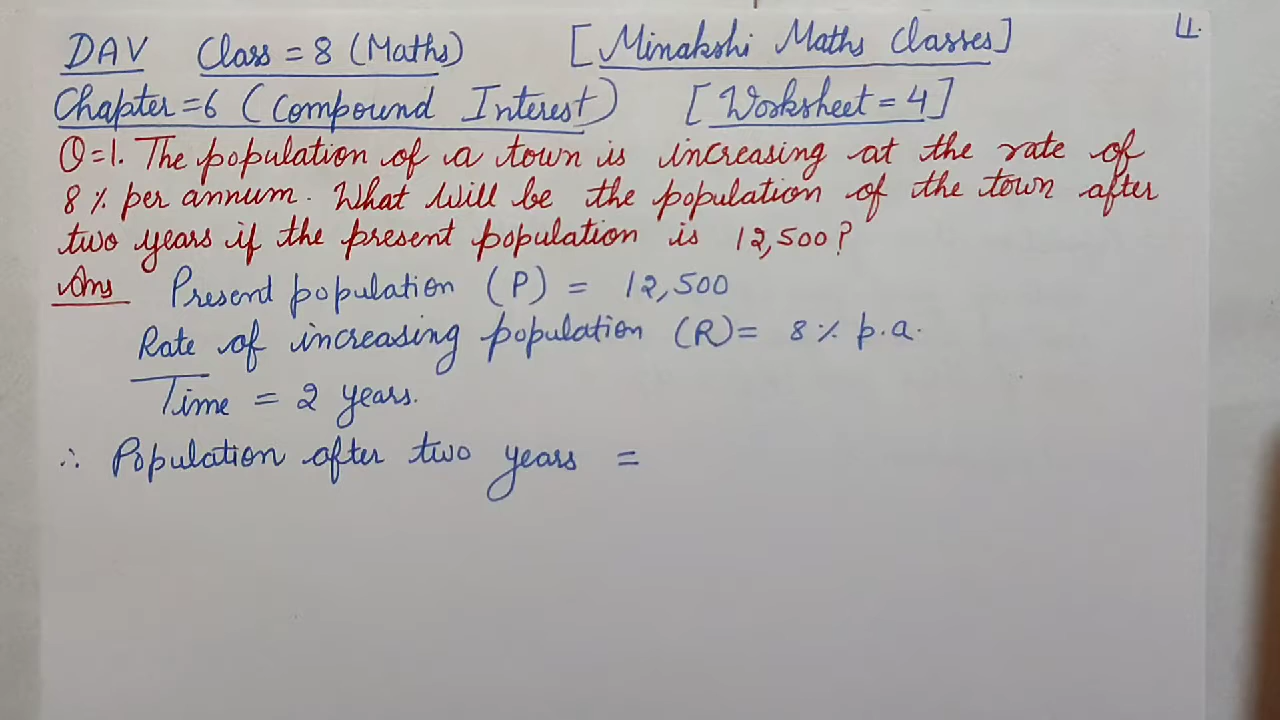 DAV Class = 8 (Maths) [Minakshi Maths Classes] 4.
Chapter = 6 (Compound Interest) [Worksheet = 4]
Q=1. The population of a town is increasing at the rate of
8% per annum. What will be the population of the town after
two years if the present population is 12,500?
Ans Present population (P) = 12,500
Rate of increasing population (R) = 8% p.a.
Time = 2 years.
∴ Population after two years =